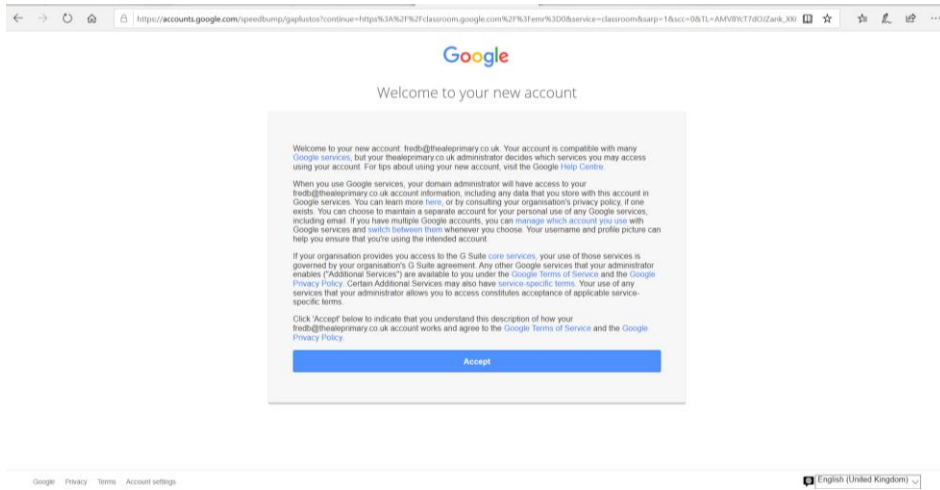 https://accounts.google.com/speedbump/gaplustos?continue=https%3A%2F%2Fclassroom.google.com%2F%3Femr%3D0&service=classroom&sarp=1&scc=0&TL=
Google
Welcome to your new account
Welcome to your new account: fredb@thealeprimary.co.uk. Your account is compatible with many
Google services, but your thealeprimary.co.uk administrator decides which services you may access
using your account. For tips about using your new account, visit the Google Help Centre.
When you use Google services, your domain administrator will have access to your
fredb@thealeprimary.co.uk account information, including any data that you store with this account in
Google services. You can learn more here, or by consulting your organisation's privacy policy, if one
exists. You can choose to maintain a separate account for your personal use of any Google services,
including email. If you have multiple Google accounts, you can manage which account you use with
Google services and switch between them whenever you choose. Your username and profile picture can
help you ensure that you're using the intended account.
If your organisation provides you access to the G Suite core services, your use of those services is
governed by your organisation's G Suite agreement. Any other Google services that your administrator
enables ("Additional Services") are available to you under the Google Terms of Service and the Google
Privacy Policy. Certain Additional Services may also have service-specific terms. Your use of any
services that your administrator allows you to access constitutes acceptance of applicable service-
specific terms.
Click 'Accept' below to indicate that you understand this description of how your
fredb@thealeprimary.co.uk account works and agree to the Google Terms of Service and the Google
Privacy Policy.
Accept
Google Privacy Terms Account settings
English (United Kingdom)